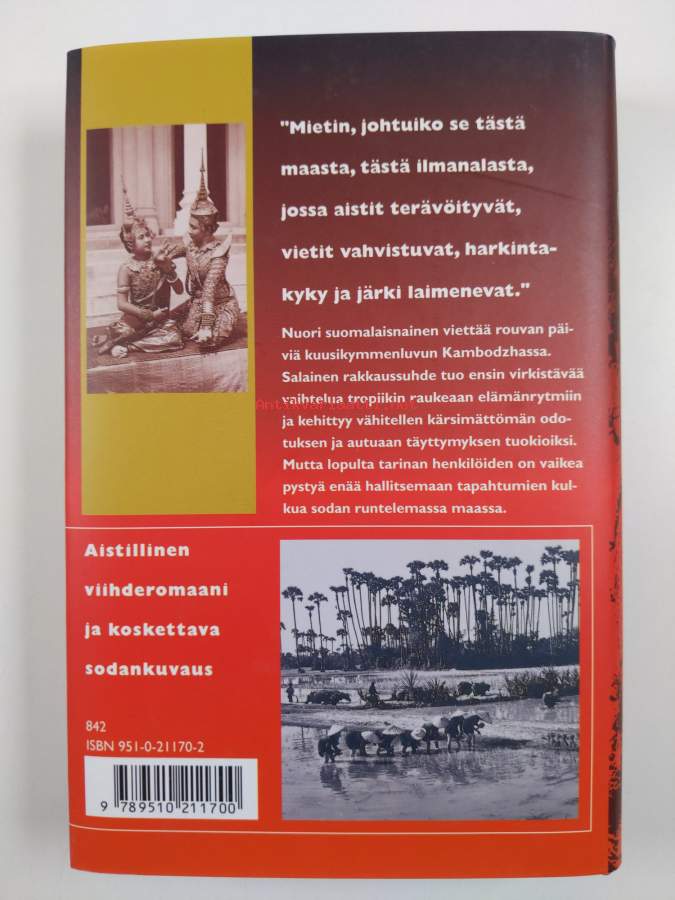 "Mietin, johtuiko se tästä
maasta, tästä ilmanalasta,
jossa aistit terävöityvät,
vietit vahvistuvat, harkinta-
kyky ja järki laimenevat."
Nuori suomalaisnainen viettää rouvan päi-
viä kuusikymmenluvun Kambodzhassa.
Salainen rakkaussuhde tuo ensin virkistävää
vaihtelua tropiikin raukeaan elämänrytmiin
ja kehittyy vähitellen kärsimättömän odo-
tuksen ja autuaan täyttymyksen tuokioiksi.
Mutta lopulta tarinan henkilöiden on vaikea
pystyä enää hallitsemaan tapahtumien kul-
kua sodan runtelemassa maassa.
Antikvariaatti.net
Aistillinen
viihderomaani
ja koskettava
sodankuvaus
842
ISBN 951-0-21170-2
9 789510 211700